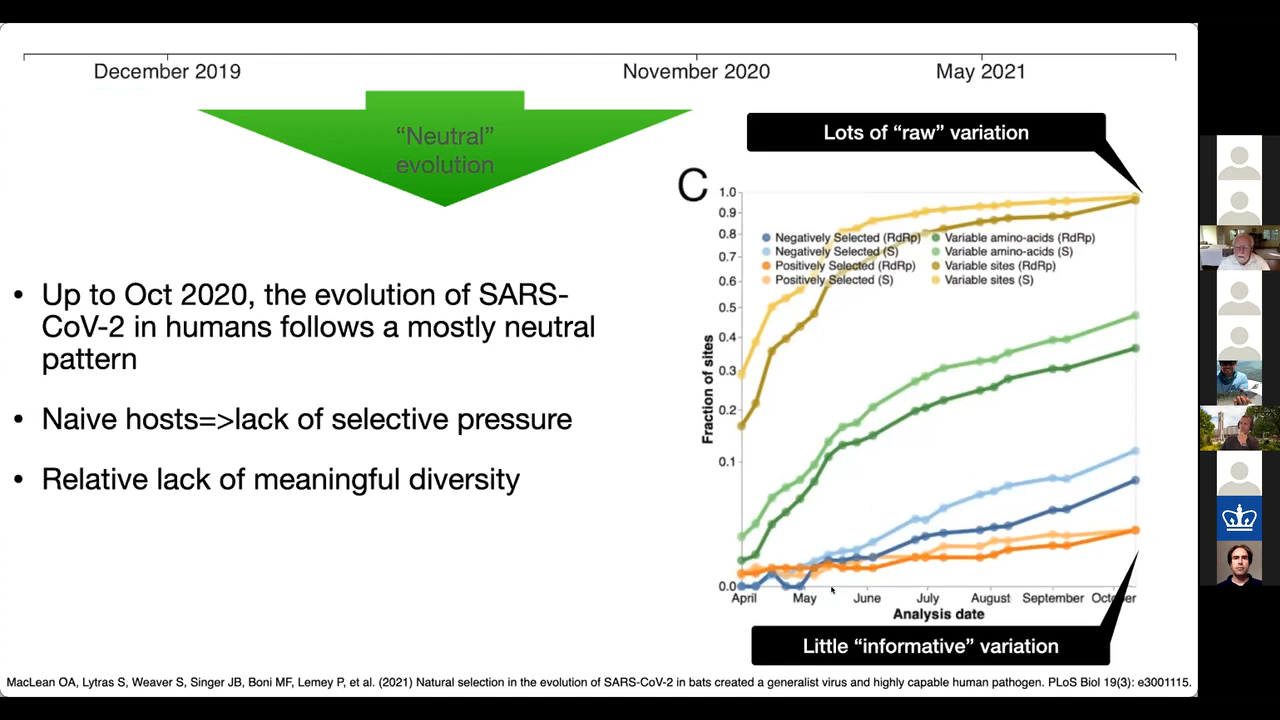 December 2019
November 2020
May 2021
“Neutral”
evolution
Lots of “raw” variation
• Up to Oct 2020, the evolution of SARS-
CoV-2 in humans follows a mostly neutral
pattern
• Naive hosts=>lack of selective pressure
• Relative lack of meaningful diversity
C
Fraction of sites
1.0
0.9
0.8
0.7
0.6
0.5
0.4
0.3
0.2
0.1
0.0
Negatively Selected (RdRp)
Negatively Selected (S)
Positively Selected (RdRp)
Positively Selected (S)
Variable amino-acids (RdRp)
Variable amino-acids (S)
Variable sites (RdRp)
Variable sites (S)
April May June July August September October
Analysis date
Little “informative” variation
MacLean OA, Lytras S, Weaver S, Singer JB, Boni MF, Lemey P, et al. (2021) Natural selection in the evolution of SARS-CoV-2 in bats created a generalist virus and highly capable human pathogen. PLoS Biol 19(3): e3001115.